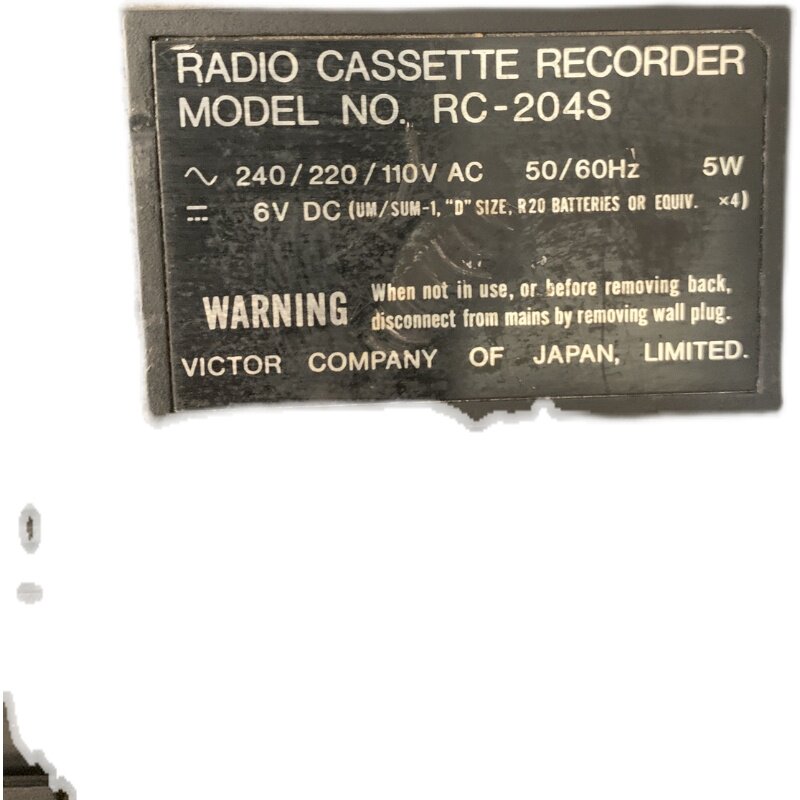 RADIO CASSETTE RECORDER
MODEL NO. RC-204S
∿ 240/220/110V AC 50/60Hz 5W
⎓ 6V DC (UM/SUM-1, "D" SIZE, R20 BATTERIES OR EQUIV. ×4)
WARNING When not in use, or before removing back,
disconnect from mains by removing wall plug.
VICTOR COMPANY OF JAPAN, LIMITED.